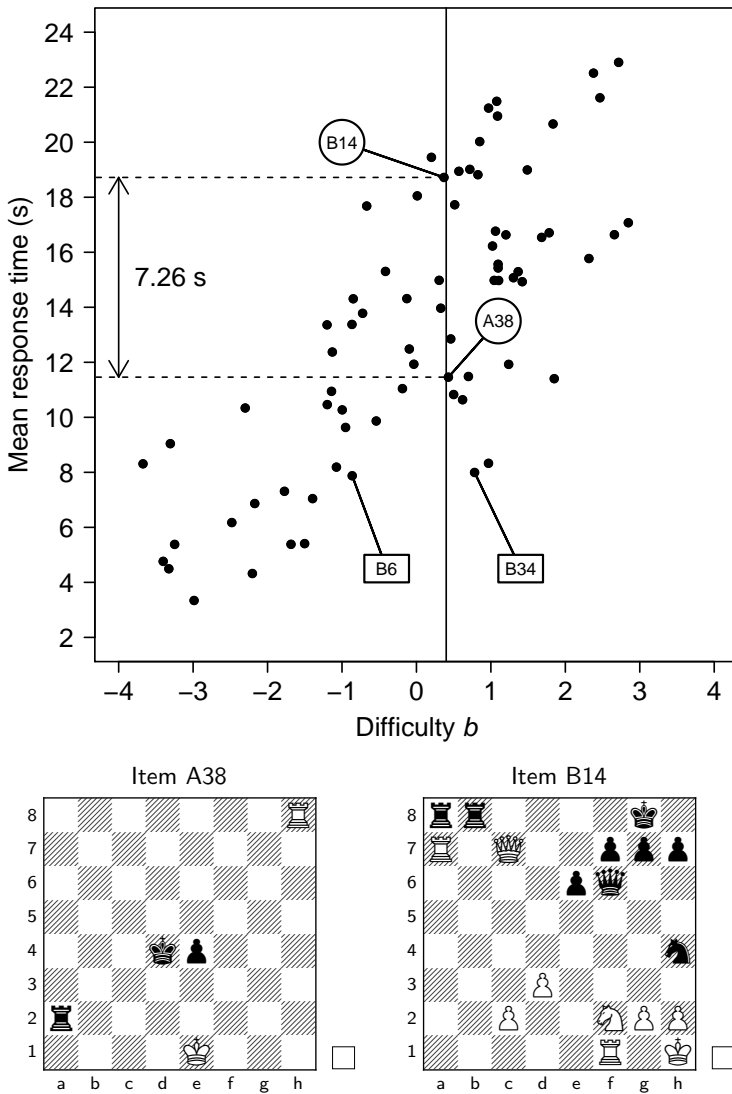 24
22
20
18
16
14
12
10
8
6
4
2
Mean response time (s)
B14
7.26 s
A38
B6
B34
−4 −3 −2 −1 0 1 2 3 4
Difficulty b
Item A38
8
7
6
5
4
3
2
1
a b c d e f g h
Item B14
8
7
6
5
4
3
2
1
a b c d e f g h